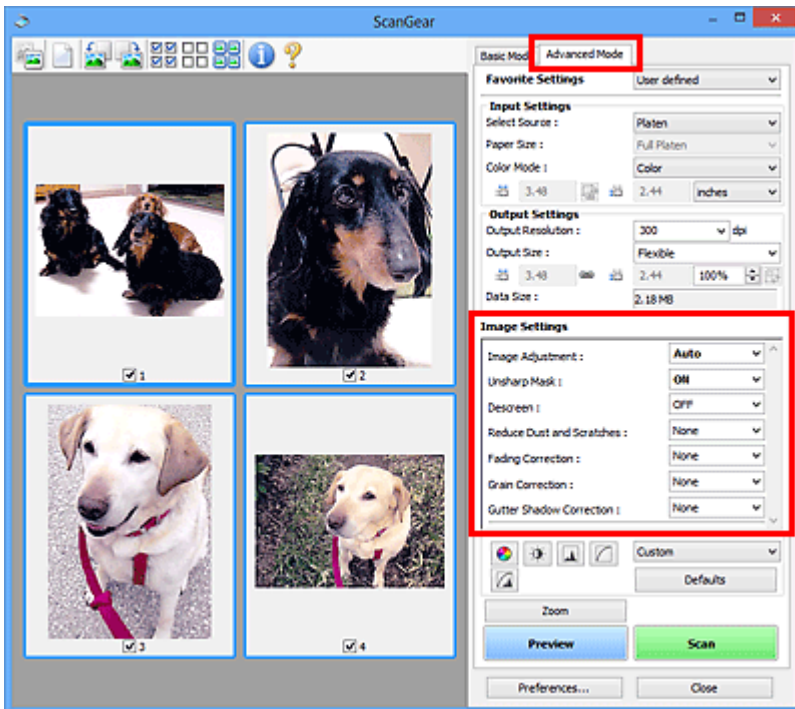 ScanGear
Basic Mod Advanced Mode
Favorite Settings User defined
Input Settings
Select Source : Platen
Paper Size : Full Platen
Color Mode : Color
3.48 2.44 inches
Output Settings
Output Resolution : 300 dpi
Output Size : Flexible
3.48 2.44 100%
Data Size : 2.18 MB
Image Settings
Image Adjustment : Auto
Unsharp Mask : ON
Descreen : OFF
Reduce Dust and Scratches : None
Fading Correction : None
Grain Correction : None
Gutter Shadow Correction : None
Custom
Defaults
Zoom
Preview Scan
Preferences... Close
1 2
3 4